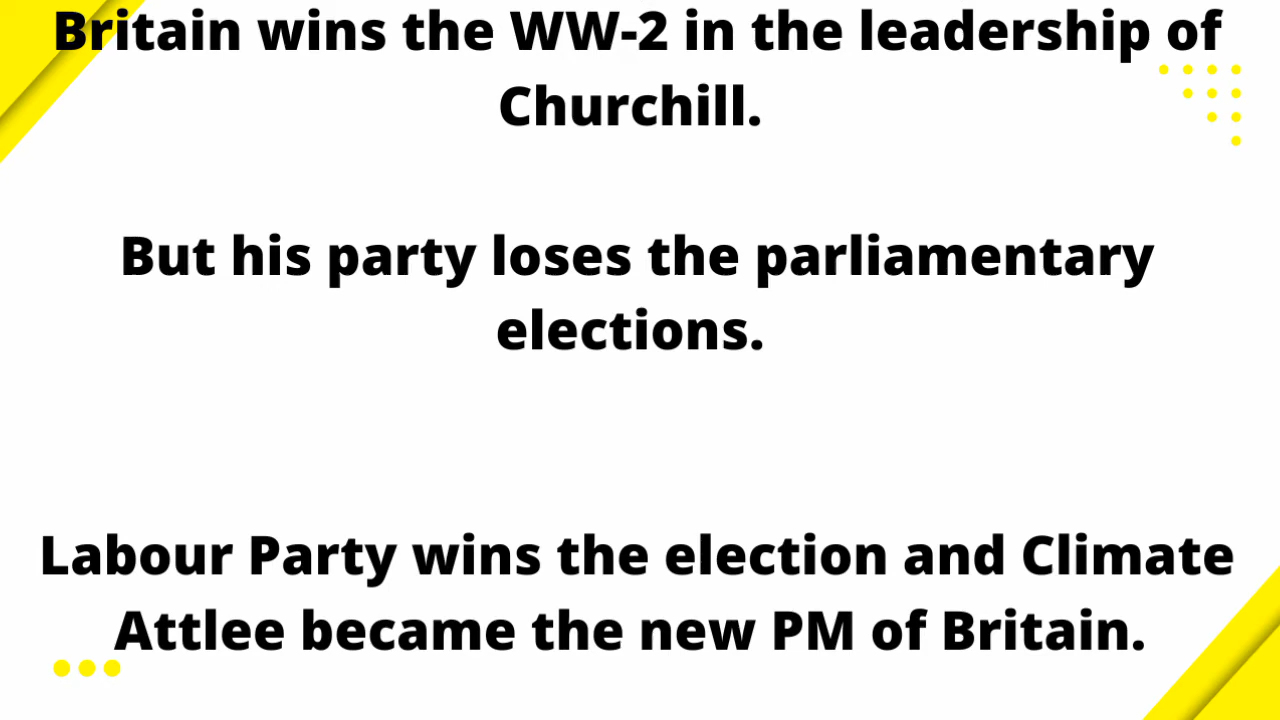 Britain wins the WW-2 in the leadership of
Churchill.
But his party loses the parliamentary
elections.
Labour Party wins the election and Climate
Attlee became the new PM of Britain.